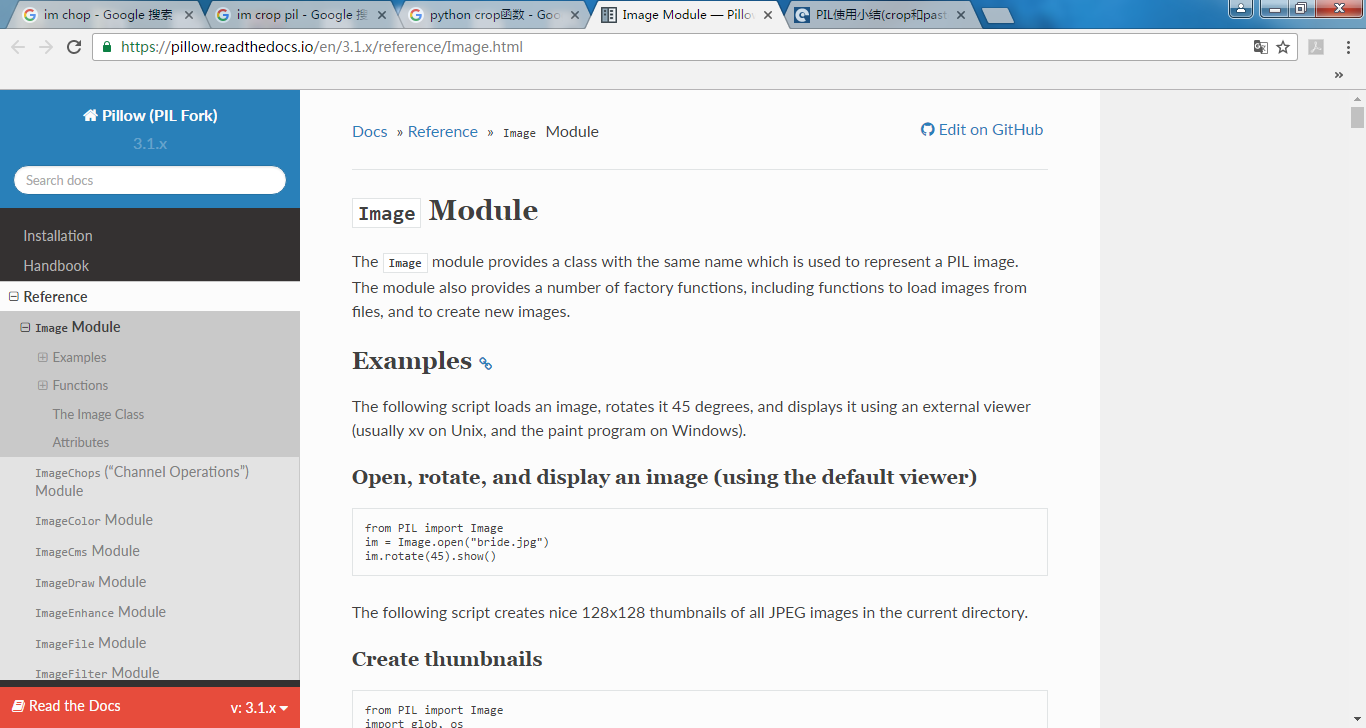 im chop - Google 搜索
im crop pil - Google 搜
python crop函数 - Goo
Image Module — Pillow
PIL使用小结(crop和past
https://pillow.readthedocs.io/en/3.1.x/reference/Image.html
»
Pillow (PIL Fork)
3.1.x
Search docs
Installation
Handbook
Reference
Image Module
Examples
Functions
The Image Class
Attributes
ImageChops (“Channel Operations”)
Module
ImageColor Module
ImageCms Module
ImageDraw Module
ImageEnhance Module
ImageFile Module
ImageFilter Module
Read the Docs
v: 3.1.x
Docs » Reference » Image Module
Edit on GitHub
Image Module
The Image module provides a class with the same name which is used to represent a PIL image.
The module also provides a number of factory functions, including functions to load images from
files, and to create new images.
Examples
The following script loads an image, rotates it 45 degrees, and displays it using an external viewer
(usually xv on Unix, and the paint program on Windows).
Open, rotate, and display an image (using the default viewer)
from PIL import Image
im = Image.open("bride.jpg")
im.rotate(45).show()
The following script creates nice 128x128 thumbnails of all JPEG images in the current directory.
Create thumbnails
from PIL import Image
import glob, os